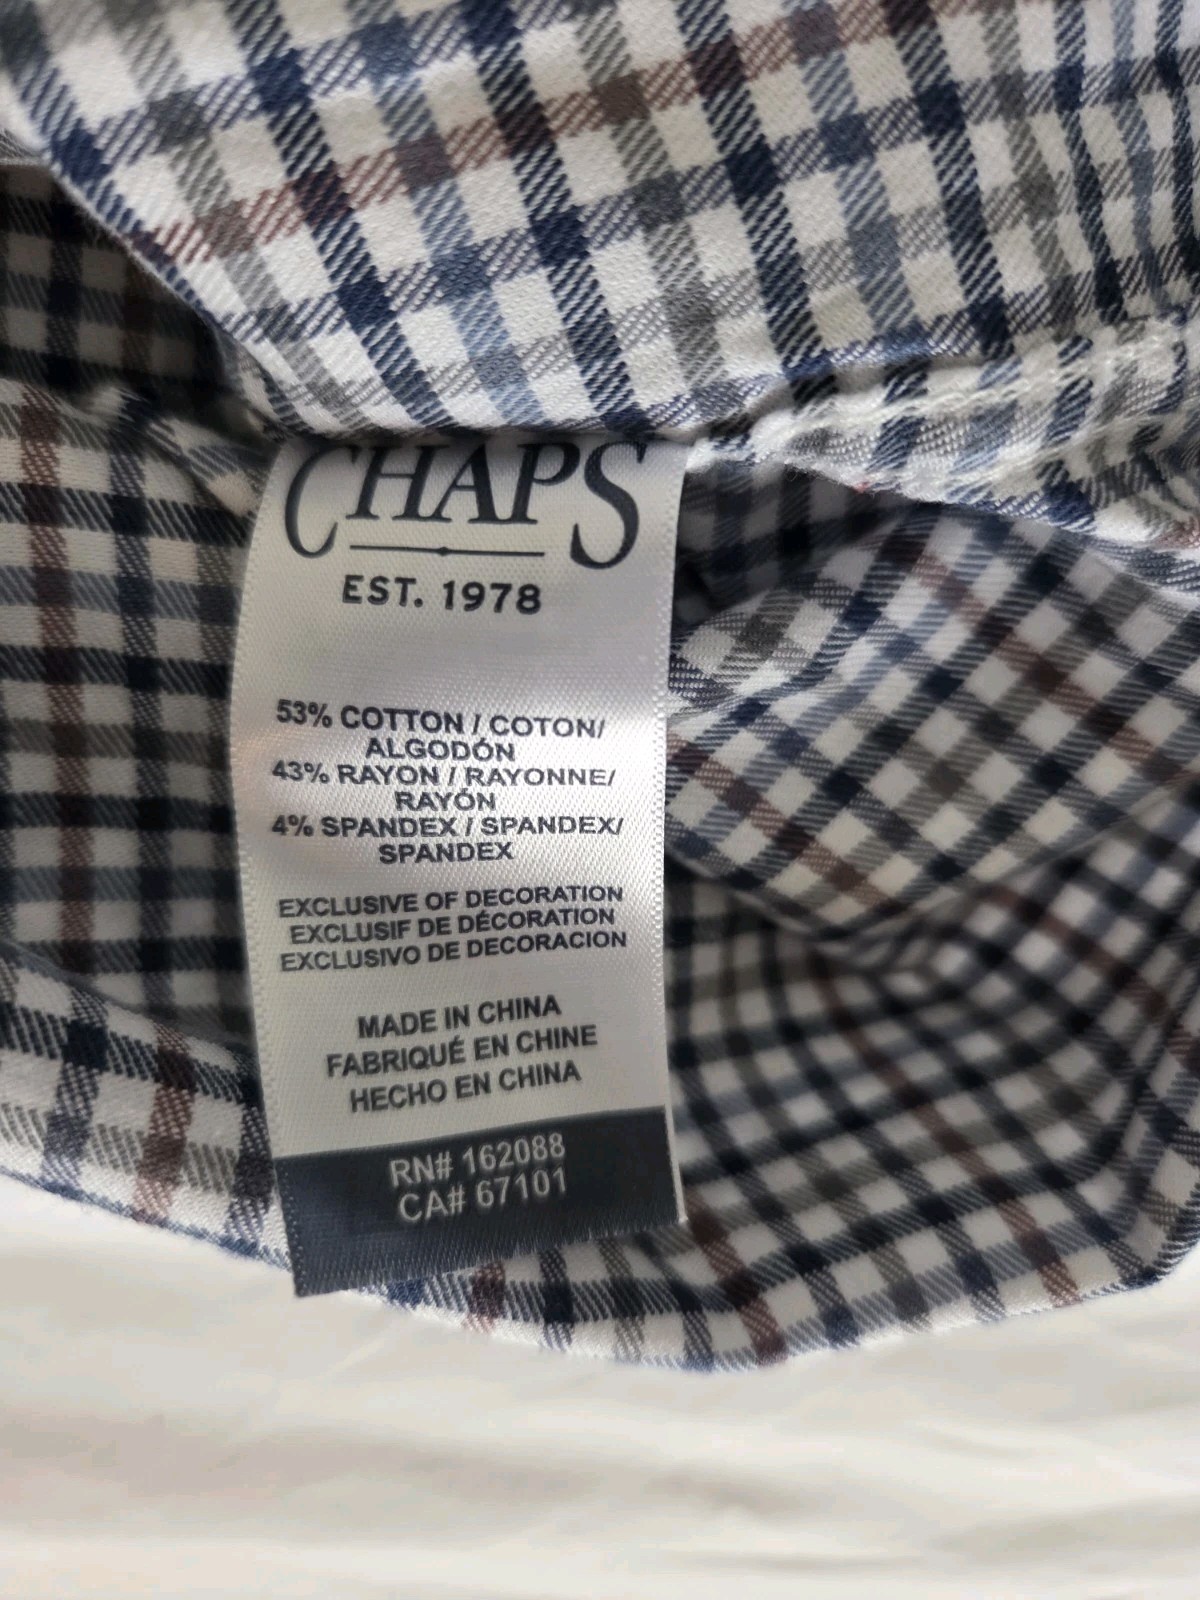 CHAPS
EST. 1978
53% COTTON / COTON/
ALGODÓN
43% RAYON / RAYONNE/
RAYÓN
4% SPANDEX / SPANDEX/
SPANDEX
EXCLUSIVE OF DECORATION
EXCLUSIF DE DÉCORATION
EXCLUSIVO DE DECORACION
MADE IN CHINA
FABRIQUÉ EN CHINE
HECHO EN CHINA
RN# 162088
CA# 67101